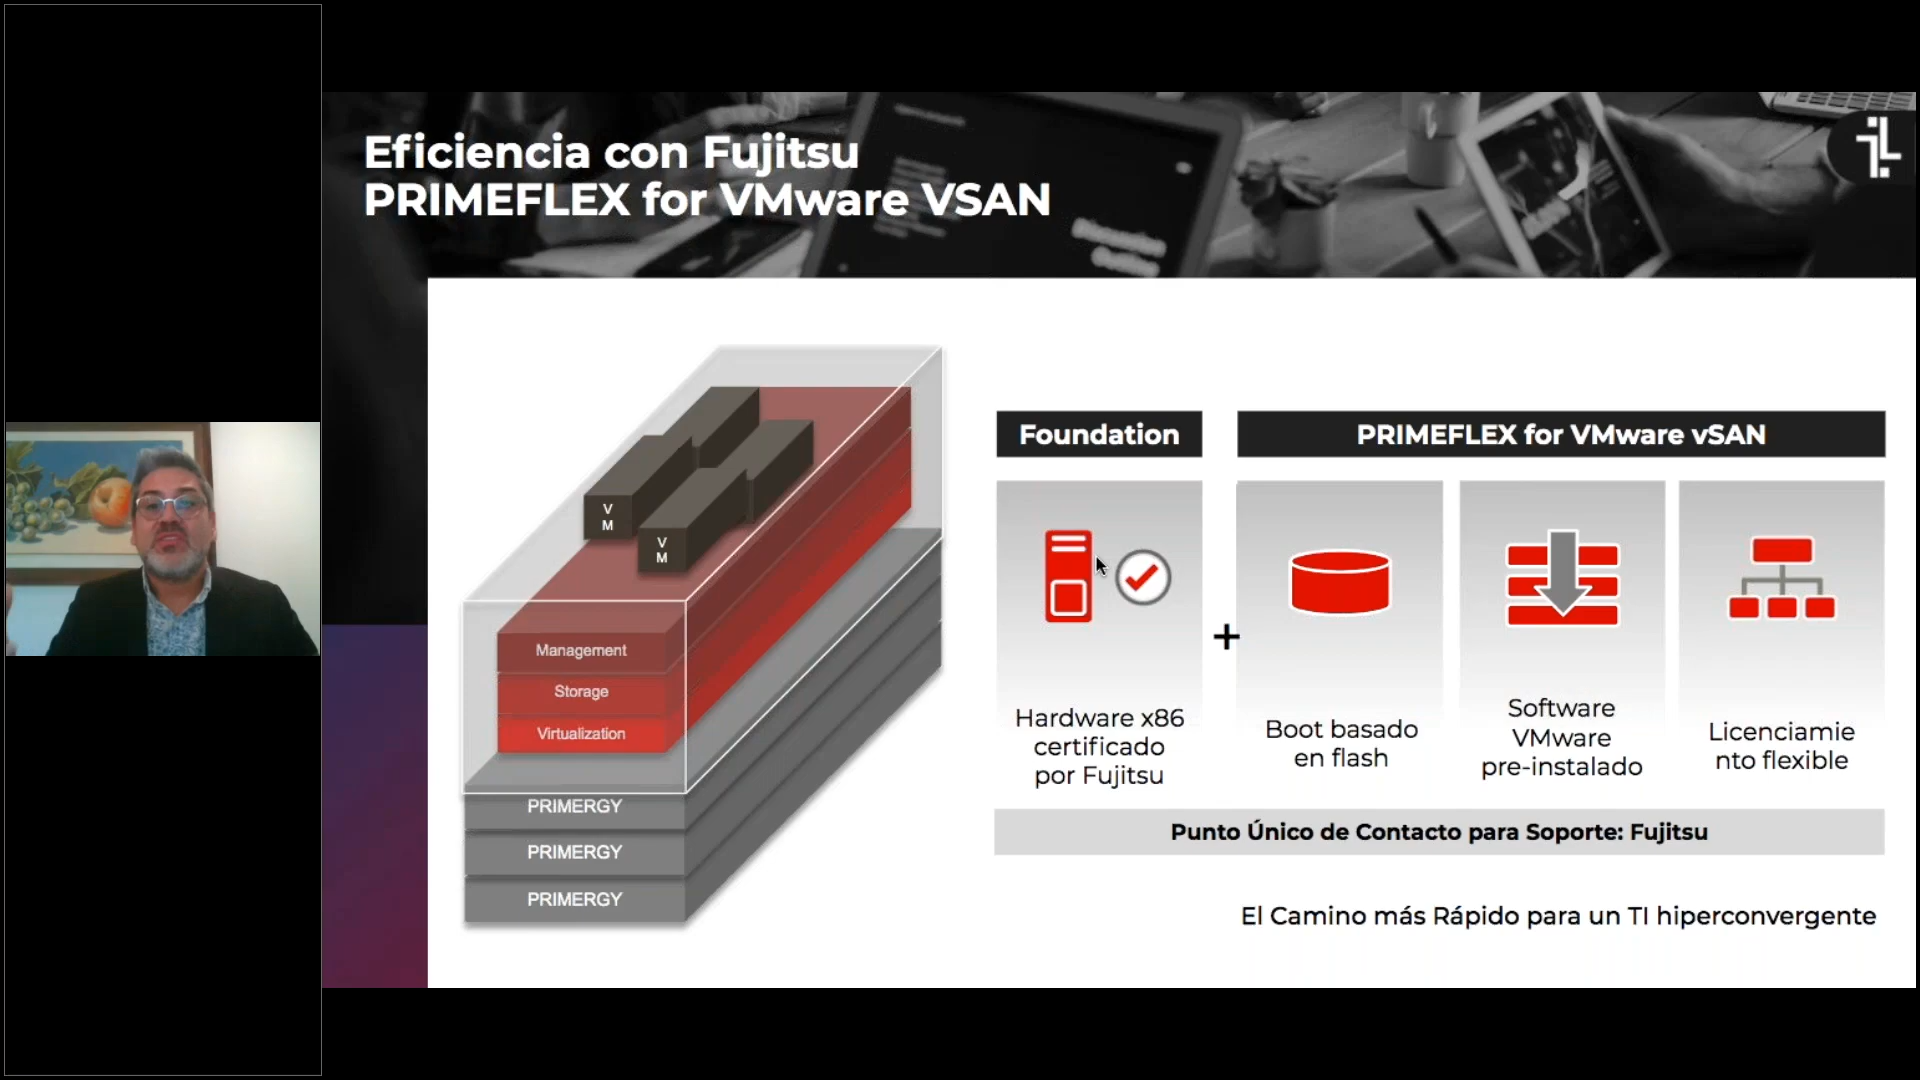 Eficiencia con Fujitsu
PRIMEFLEX for VMware VSAN
V
M
V
M
Management
Storage
Virtualization
PRIMERGY
PRIMERGY
PRIMERGY
Foundation
PRIMEFLEX for VMware vSAN
Hardware x86
certificado
por Fujitsu
+
Boot basado
en flash
Software
VMware
pre-instalado
Licenciamie
nto flexible
Punto Único de Contacto para Soporte: Fujitsu
El Camino más Rápido para un TI hiperconvergente